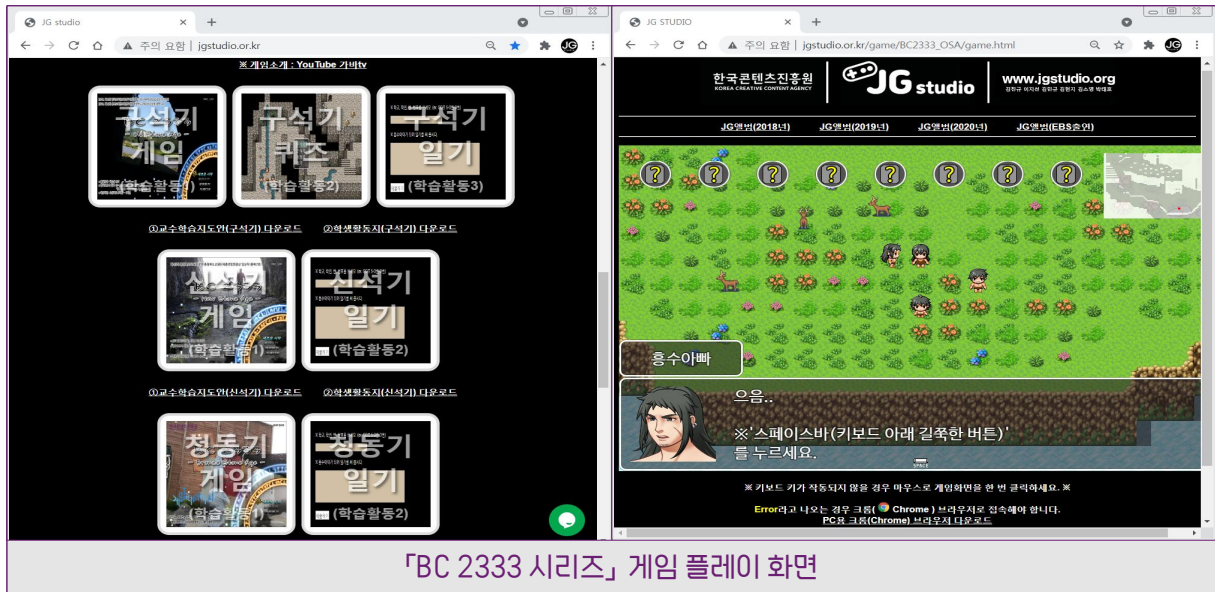 JG studio
주의 요함 | jgstudio.or.kr
JG
※ 게임소개 : YouTube 가바tv
구석기
게임
(학습활동1)
구석기
퀴즈
(학습활동2)
구석기
일기
(학습활동3)
①교수학습지도안(구석기) 다운로드 ②학생활동지(구석기) 다운로드
신석기
게임
(학습활동1)
신석기
일기
(학습활동2)
①교수학습지도안(신석기) 다운로드 ②학생활동지(신석기) 다운로드
청동기
게임
(학습활동1)
청동기
일기
(학습활동2)
JG STUDIO
주의 요함 | jgstudio.or.kr/game/BC2333_OSA/game.html
JG
한국콘텐츠진흥원
KOREA CREATIVE CONTENT AGENCY
JG studio
www.jgstudio.org
JG앨범(2018년) JG앨범(2019년) JG앨범(2020년) JG앨범(EBS출연)
? ? ? ? ? ? ? ?
흥수아빠
으음..
※'스페이스바(키보드 아래 길쭉한 버튼)'
를 누르세요.
SPACE
※ 키보드 키가 작동되지 않을 경우 마우스로 게임화면을 한 번 클릭하세요. ※
Error라고 나오는 경우 크롬( Chrome ) 브라우저로 접속해야 합니다.
PC용 크롬(Chrome) 브라우저 다운로드
「BC 2333 시리즈」 게임 플레이 화면